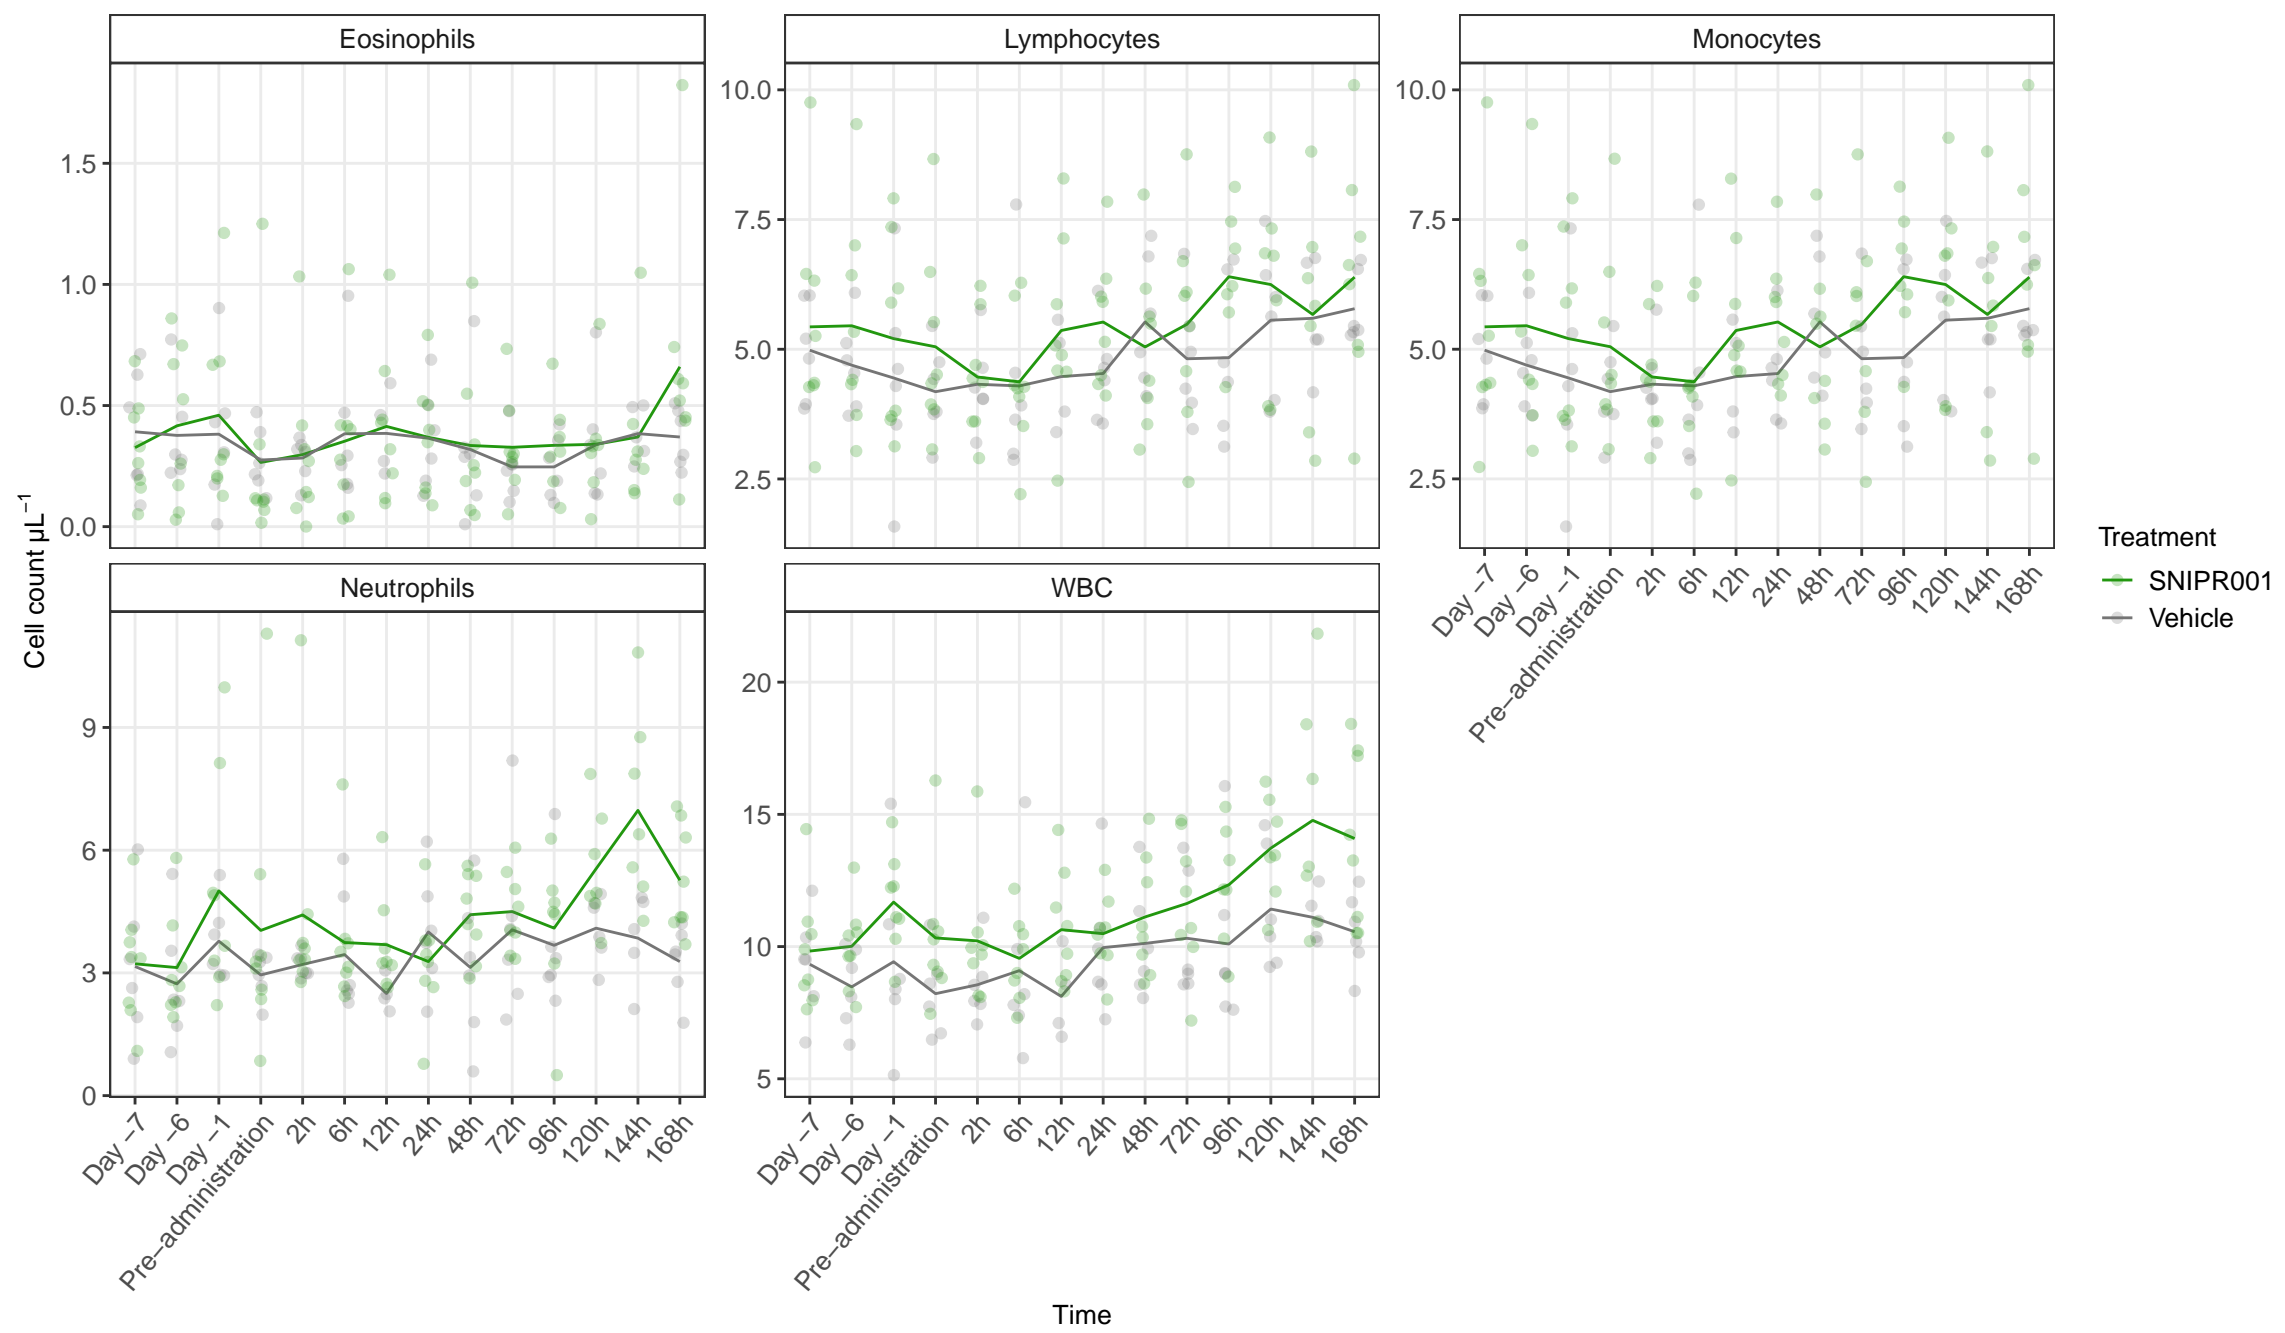 Eosinophils
Lymphocytes
Monocytes
1.5
1.0
0.5
0.0
10.0
7.5
5.0
2.5
10.0
7.5
5.0
2.5
Day −7
Day −6
Day −1
Pre−administration
2h
6h
12h
24h
48h
72h
96h
120h
144h
168h
Treatment
SNIPR001
Vehicle
Cell count µL⁻¹
Neutrophils
WBC
9
6
3
0
20
15
10
5
Day −7
Day −6
Day −1
Pre−administration
2h
6h
12h
24h
48h
72h
96h
120h
144h
168h
Day −7
Day −6
Day −1
Pre−administration
2h
6h
12h
24h
48h
72h
96h
120h
144h
168h
Time